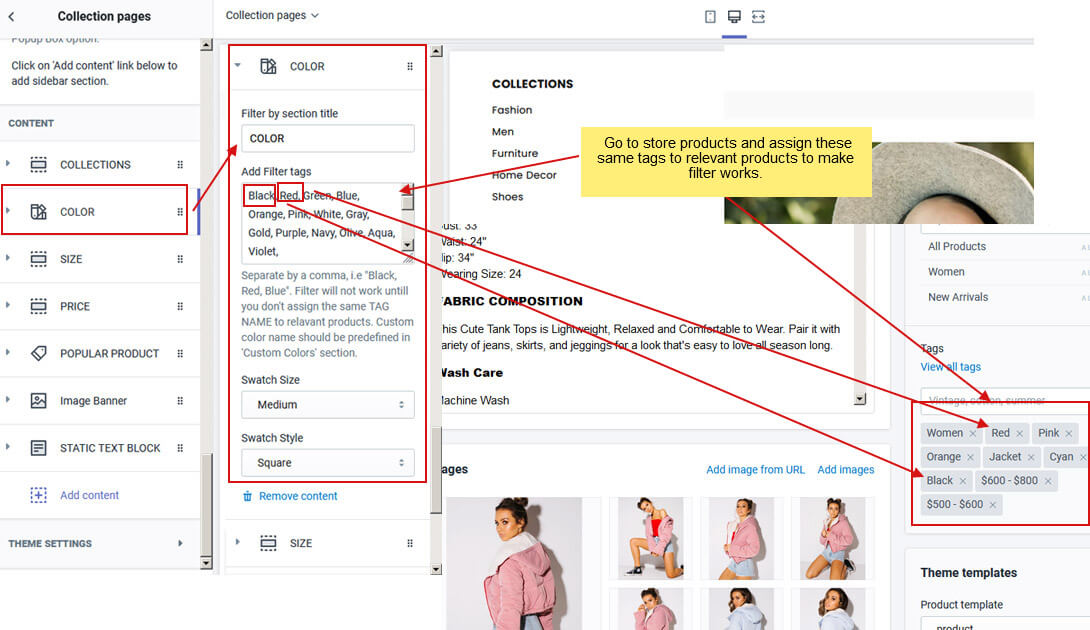 Collection pages
Popup Box option.
Click on 'Add content' link below to
add sidebar section.
CONTENT
COLLECTIONS
COLOR
SIZE
PRICE
POPULAR PRODUCT
Image Banner
STATIC TEXT BLOCK
Add content
THEME SETTINGS
Collection pages
COLOR
Filter by section title
COLOR
Add Filter tags
Black, Red, Green, Blue,
Orange, Pink, White, Gray,
Gold, Purple, Navy, Olive, Aqua,
Violet,
Separate by a comma, i.e "Black,
Red, Blue". Filter will not work untill
you don't assign the same TAG
NAME to relavant products. Custom
color name should be predefined in
'Custom Colors' section.
Swatch Size
Medium
Swatch Style
Square
Remove content
SIZE
COLLECTIONS
Fashion
Men
Furniture
Home Decor
Shoes
Go to store products and assign these
same tags to relevant products to make
filter works.
ust: 33"
Waist: 24"
ip: 34"
Wearing Size: 24
FABRIC COMPOSITION
his Cute Tank Tops is Lightweight, Relaxed and Comfortable to Wear. Pair it with
ariety of jeans, skirts, and jeggings for a look that's easy to love all season long.
Wash Care
Machine Wash
ages
Add image from URL Add images
All Products
Women
New Arrivals
Tags
View all tags
Vintage, cotton, summer
Women Red Pink
Orange Jacket Cyan
Black $600 - $800
$500 - $600
Theme templates
Product template
product